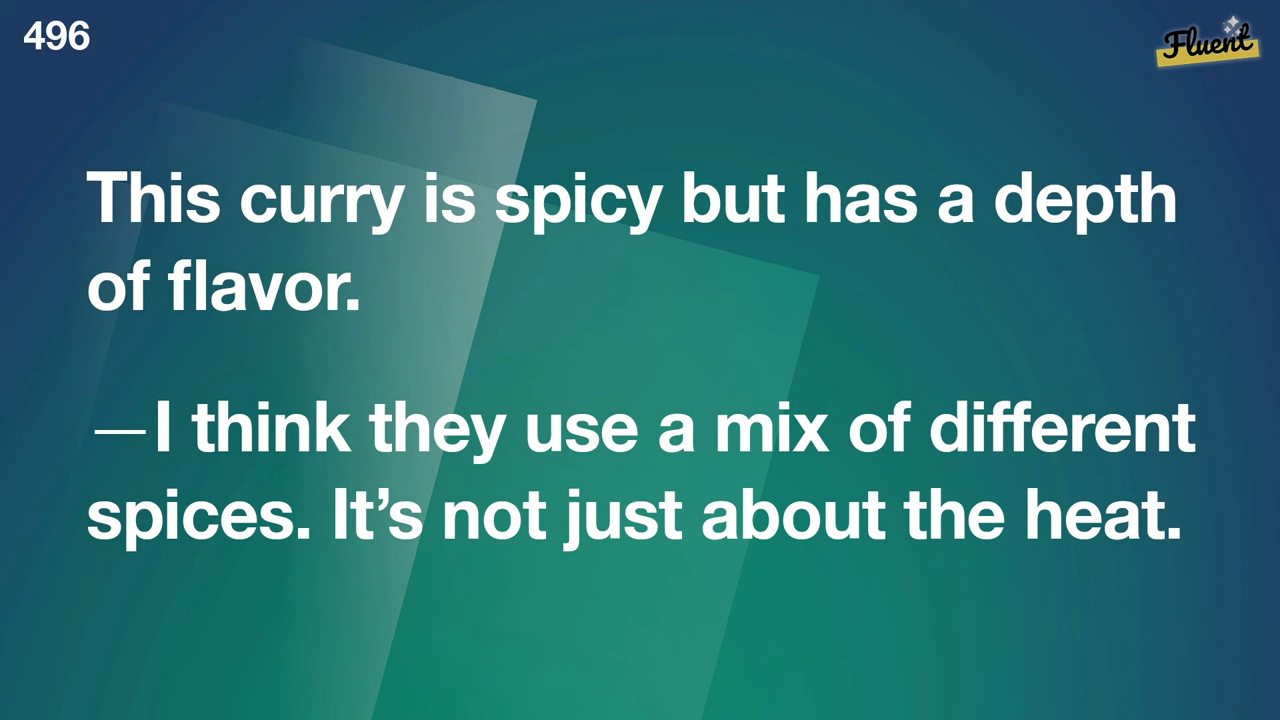 496
Fluent
This curry is spicy but has a depth
of flavor.
—I think they use a mix of different
spices. It’s not just about the heat.